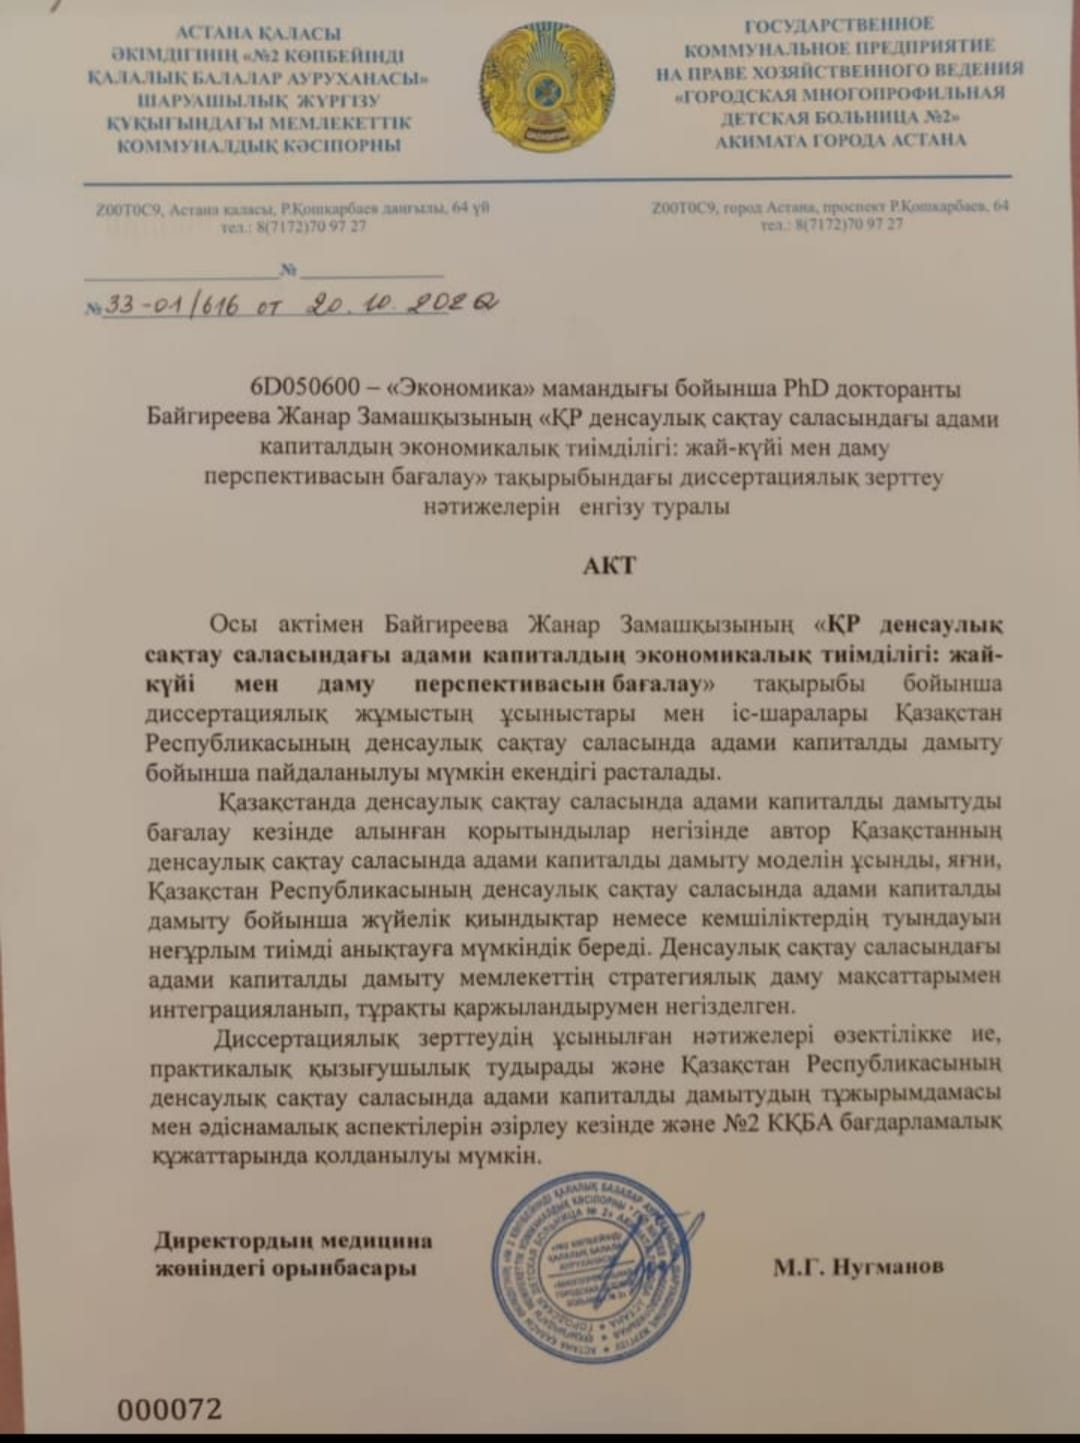 АСТАНА ҚАЛАСЫ
ӘКІМДІГІНІҢ «№2 КӨПБЕЙІНДІ
ҚАЛАЛЫҚ БАЛАЛАР АУРУХАНАСЫ»
ШАРУАШЫЛЫҚ ЖҮРГІЗУ
ҚҰҚЫҒЫНДАҒЫ МЕМЛЕКЕТТІК
КОММУНАЛДЫҚ КӘСІПОРНЫ
ГОСУДАРСТВЕННОЕ
КОММУНАЛЬНОЕ ПРЕДПРИЯТИЕ
НА ПРАВЕ ХОЗЯЙСТВЕННОГО ВЕДЕНИЯ
«ГОРОДСКАЯ МНОГОПРОФИЛЬНАЯ
ДЕТСКАЯ БОЛЬНИЦА №2»
АКИМАТА ГОРОДА АСТАНА
Z00T0C9, Астана қаласы, Р.Қошқарбаев даңғылы, 64 үй
тел.: 8(7172)70 97 27
Z00T0C9, город Астана, проспект Р.Қошқарбаев, 64
тел.: 8(7172)70 97 27
№
№ 33-01/616 от 20.10.2022
6D050600 – «Экономика» мамандығы бойынша PhD докторанты
Байгиреева Жанар Замашқызының «ҚР денсаулық сақтау саласындағы адами
капиталдың экономикалық тиімділігі: жай-күйі мен даму
перспективасын бағалау» тақырыбындағы диссертациялық зерттеу
нәтижелерін енгізу туралы
АКТ
Осы актімен Байгиреева Жанар Замашқызының «ҚР денсаулық
сақтау саласындағы адами капиталдың экономикалық тиімділігі: жай-
күйі мен даму перспективасын бағалау» тақырыбы бойынша
диссертациялық жұмыстың ұсыныстары мен іс-шаралары Қазақстан
Республикасының денсаулық сақтау саласында адами капиталды дамыту
бойынша пайдаланылуы мүмкін екендігі расталады.
Қазақстанда денсаулық сақтау саласында адами капиталды дамытуды
бағалау кезінде алынған қорытындылар негізінде автор Қазақстанның
денсаулық сақтау саласында адами капиталды дамыту моделін ұсынды, яғни,
Қазақстан Республикасының денсаулық сақтау саласында адами капиталды
дамыту бойынша жүйелік қиындықтар немесе кемшіліктердің туындауын
неғұрлым тиімді анықтауға мүмкіндік береді. Денсаулық сақтау саласындағы
адами капиталды дамыту мемлекеттің стратегиялық даму мақсаттарымен
интеграцияланып, тұрақты қаржыландырумен негізделген.
Диссертациялық зерттеудің ұсынылған нәтижелері өзектілікке ие,
практикалық қызығушылық тудырады және Қазақстан Республикасының
денсаулық сақтау саласында адами капиталды дамытудың тұжырымдамасы
мен әдіснамалық аспектілерін әзірлеу кезінде және №2 КҚБА бағдарламалық
құжаттарында қолданылуы мүмкін.
Директордың медицина
жөніндегі орынбасары
М.Г. Нугманов
000072